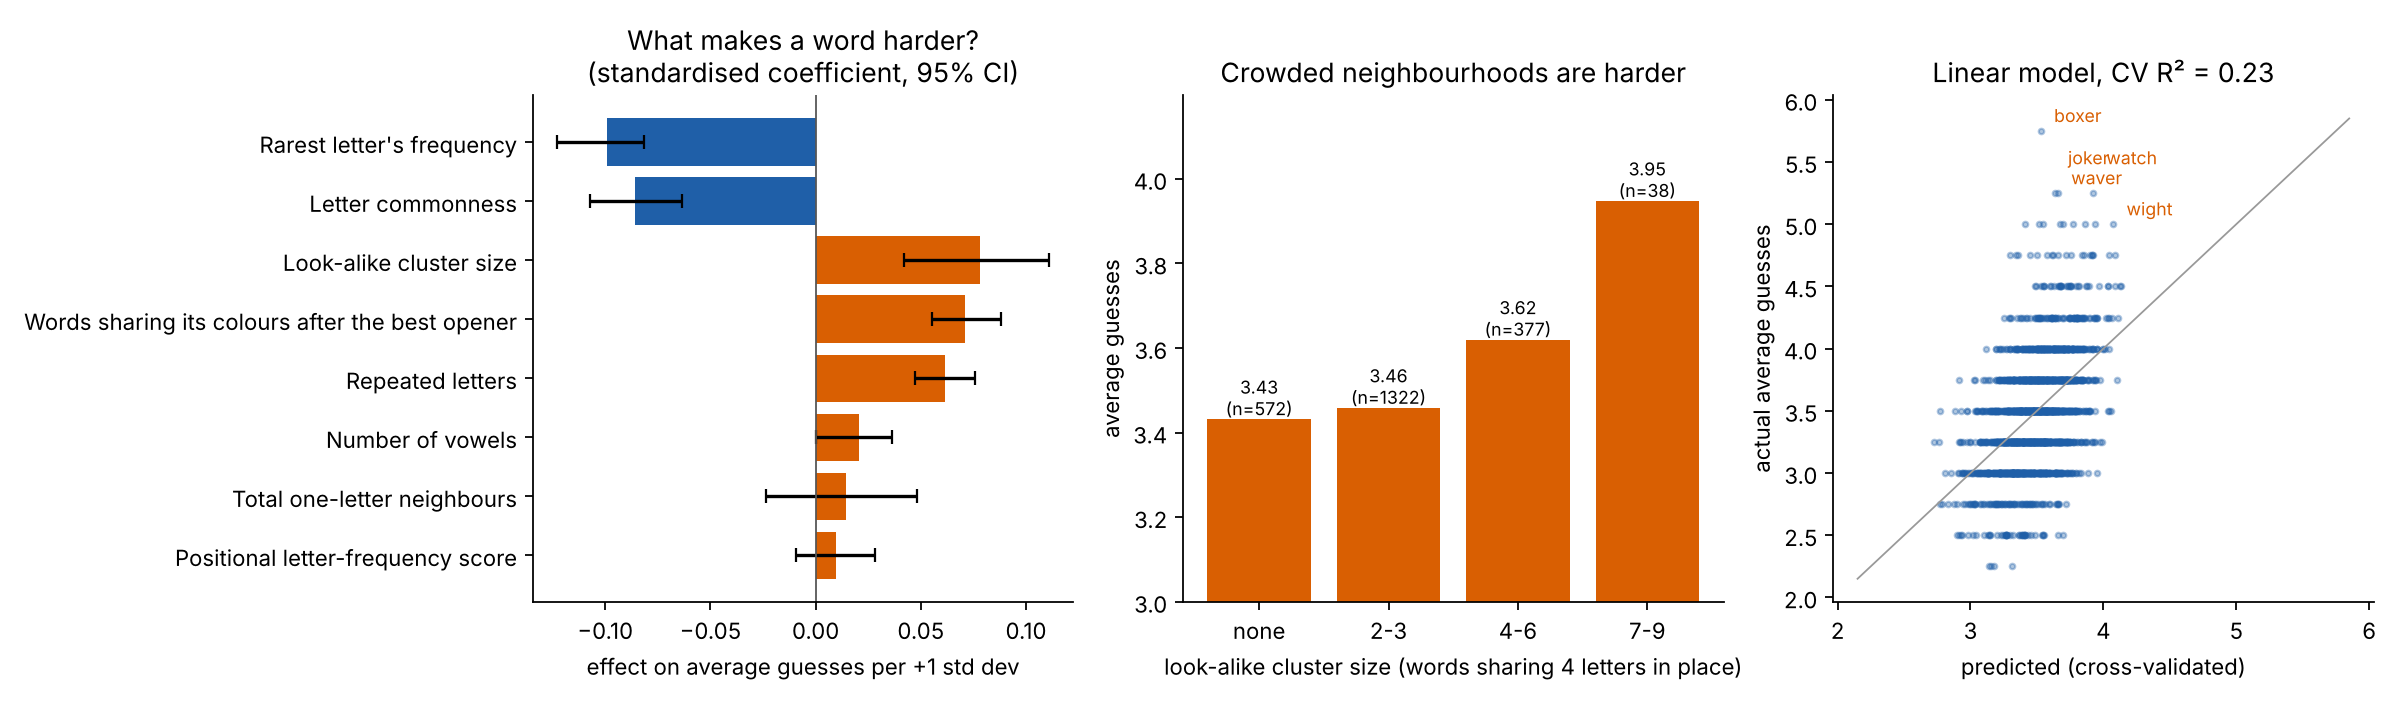 What makes a word harder?
(standardised coefficient, 95% CI)
Rarest letter's frequency
Letter commonness
Look-alike cluster size
Words sharing its colours after the best opener
Repeated letters
Number of vowels
Total one-letter neighbours
Positional letter-frequency score
−0.10
−0.05
0.00
0.05
0.10
effect on average guesses per +1 std dev
Crowded neighbourhoods are harder
average guesses
4.0
3.8
3.6
3.4
3.2
3.0
3.43
(n=572)
3.46
(n=1322)
3.62
(n=377)
3.95
(n=38)
none
2-3
4-6
7-9
look-alike cluster size (words sharing 4 letters in place)
Linear model, CV R² = 0.23
actual average guesses
6.0
5.5
5.0
4.5
4.0
3.5
3.0
2.5
2.0
boxer
joker
watch
waver
wight
2
3
4
5
6
predicted (cross-validated)